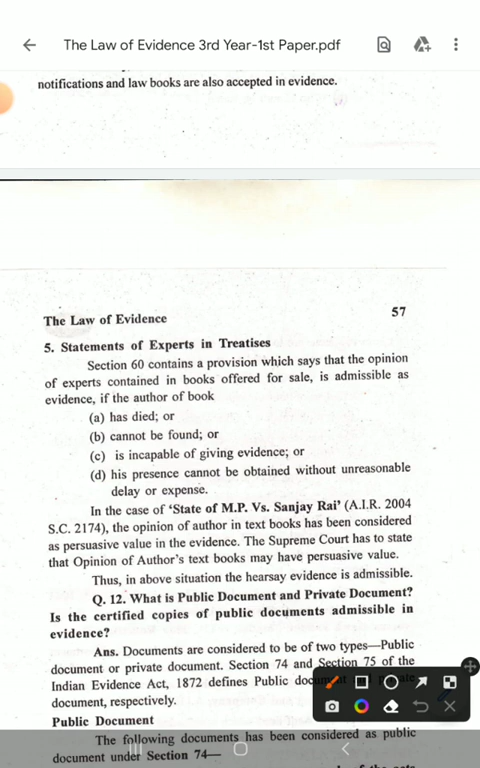 The Law of Evidence 3rd Year-1st Paper.pdf
notifications and law books are also accepted in evidence.
The Law of Evidence 57
5. Statements of Experts in Treatises
Section 60 contains a provision which says that the opinion
of experts contained in books offered for sale, is admissible as
evidence, if the author of book
(a) has died; or
(b) cannot be found; or
(c) is incapable of giving evidence; or
(d) his presence cannot be obtained without unreasonable
delay or expense.
In the case of ‘State of M.P. Vs. Sanjay Rai’ (A.I.R. 2004
S.C. 2174), the opinion of author in text books has been considered
as persuasive value in the evidence. The Supreme Court has to state
that Opinion of Author's text books may have persuasive value.
Thus, in above situation the hearsay evidence is admissible.
Q. 12. What is Public Document and Private Document?
Is the certified copies of public documents admissible in
evidence?
Ans. Documents are considered to be of two types—Public
document or private document. Section 74 and Section 75 of the
Indian Evidence Act, 1872 defines Public
document, respectively.
Public Document
The following documents has been considered as public
document under Section 74—